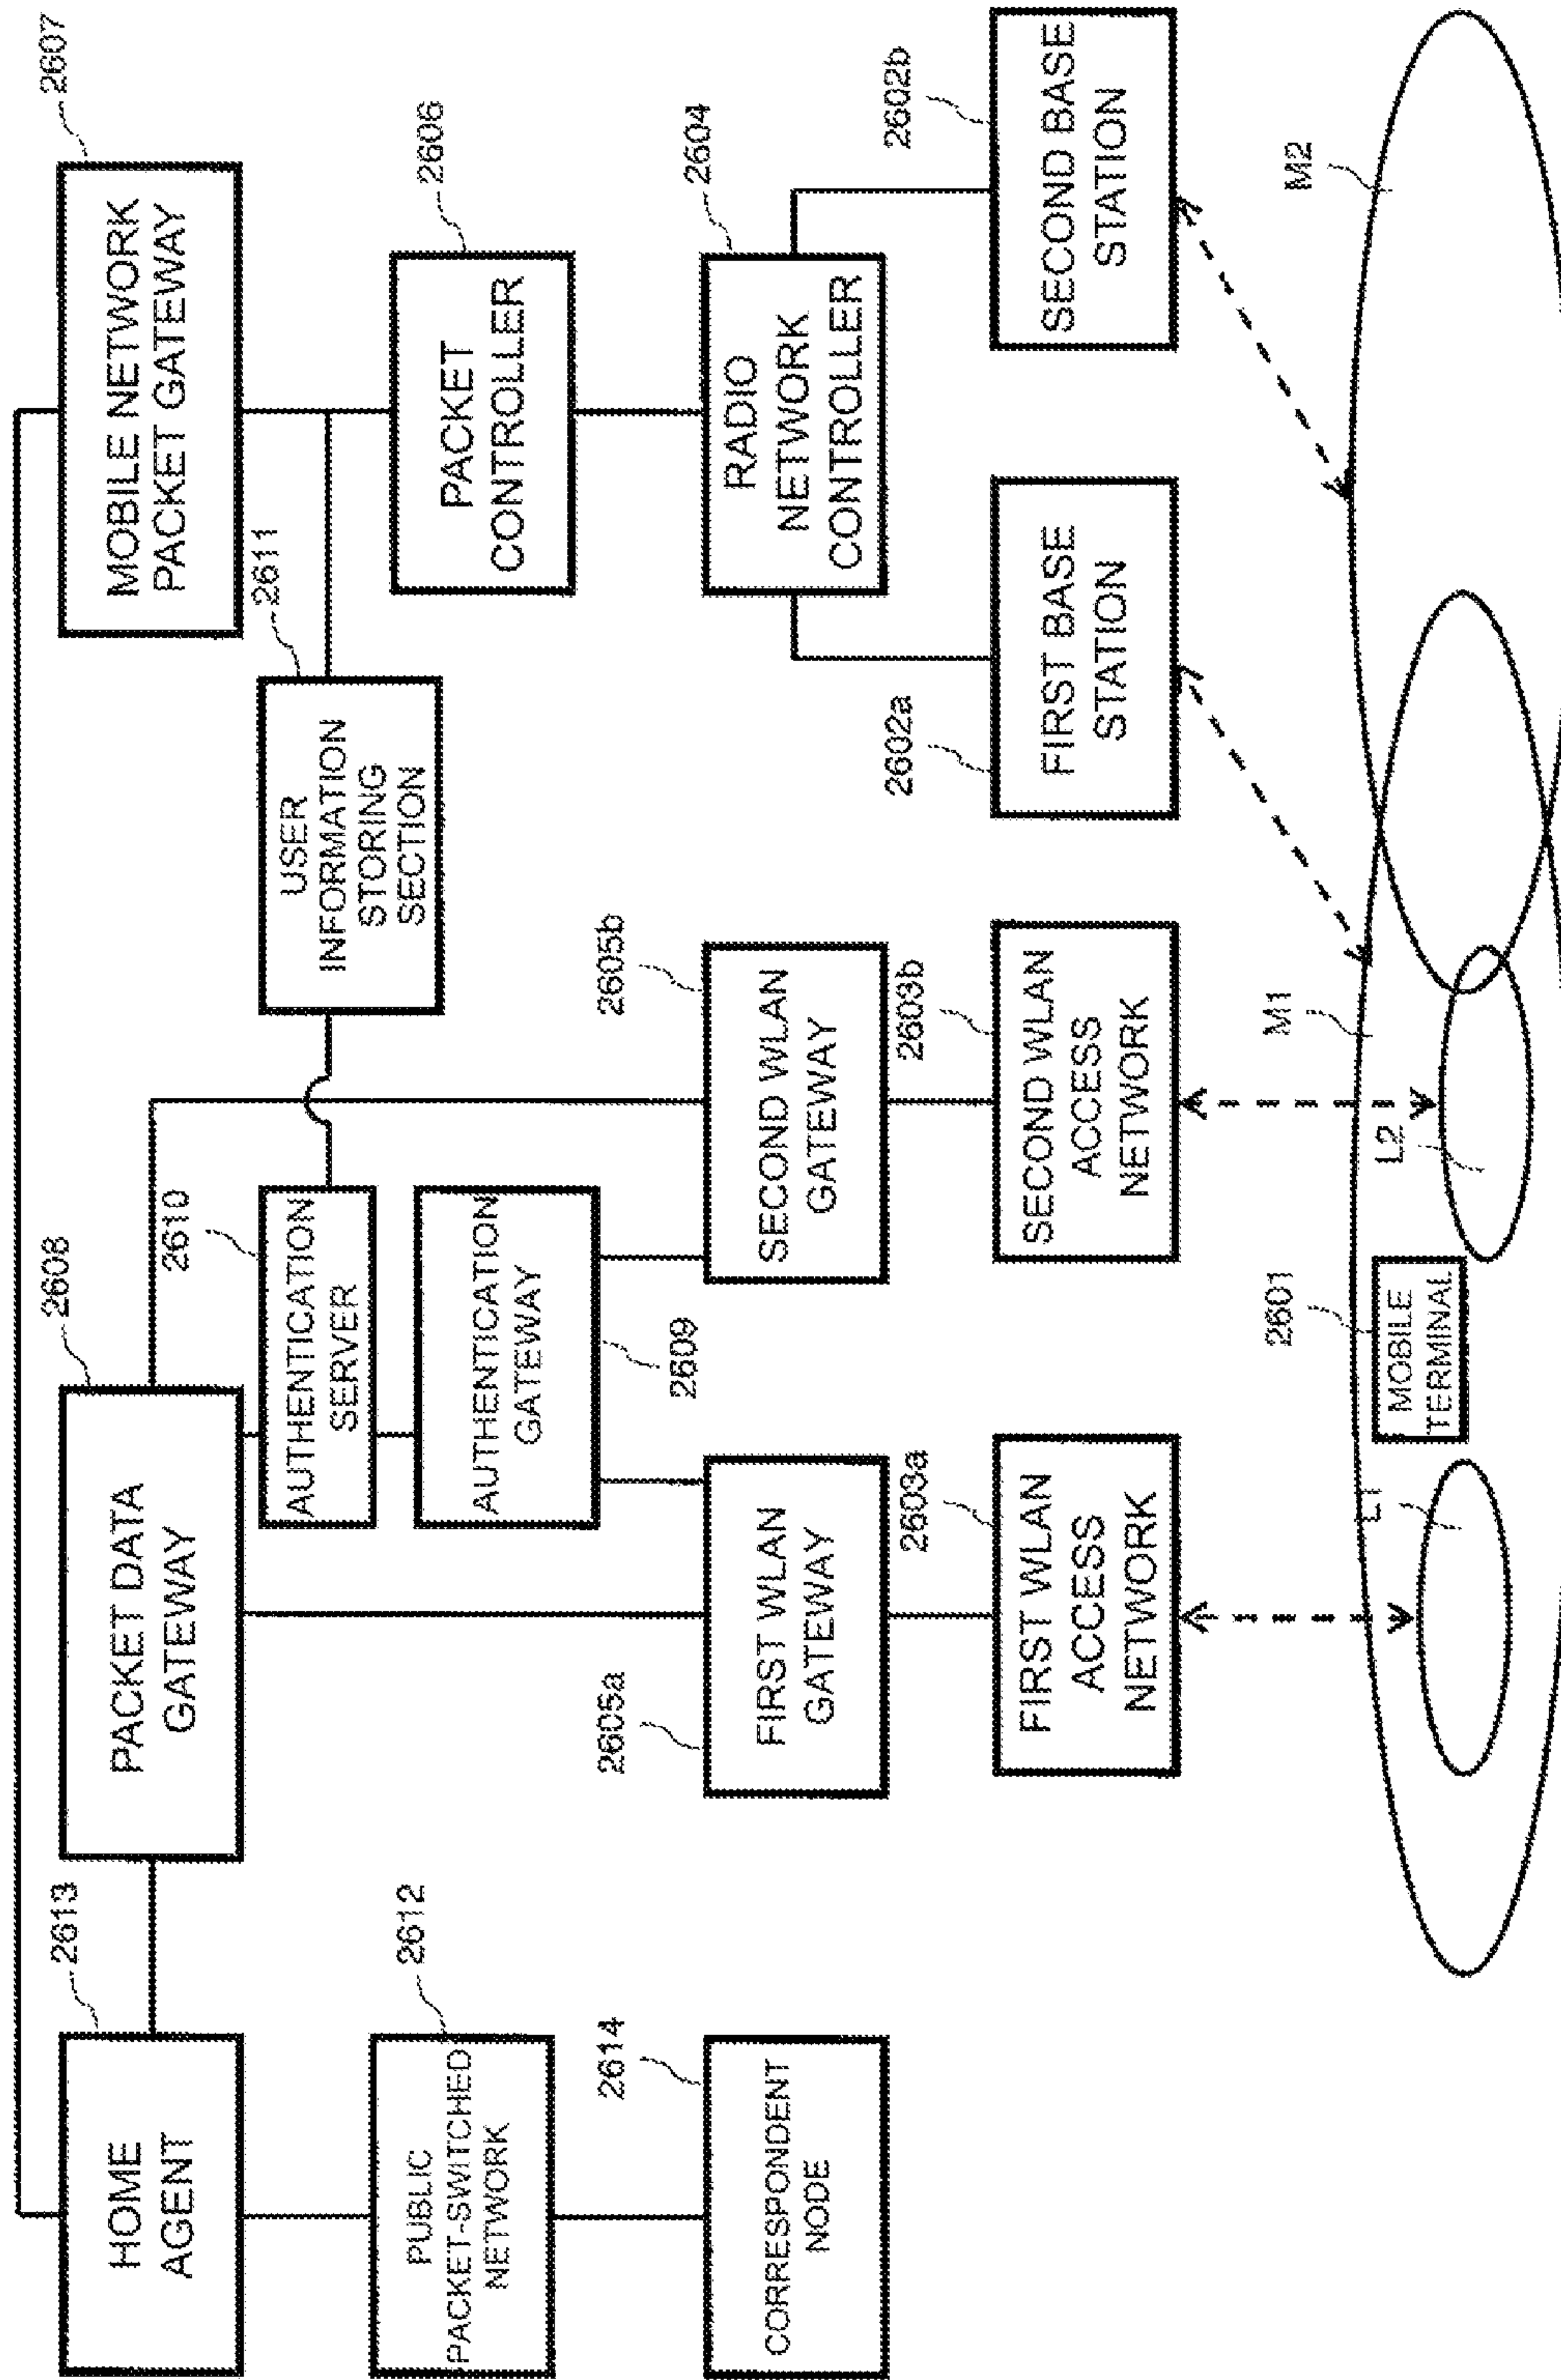 2613
HOME
AGENT
2612
PUBLIC
PACKET-SWITCHED
NETWORK
2614
CORRESPONDENT
NODE
2608
PACKET DATA
GATEWAY
2610
AUTHENTICATION
SERVER
AUTHENTICATION
GATEWAY
2609
2605a
FIRST WLAN
GATEWAY
2605b
SECOND WLAN
GATEWAY
2603a
FIRST WLAN
ACCESS
NETWORK
2603b
SECOND WLAN
ACCESS
NETWORK
2607
MOBILE NETWORK
PACKET GATEWAY
2611
USER
INFORMATION
STORING
SECTION
2606
PACKET
CONTROLLER
2604
RADIO
NETWORK
CONTROLLER
2602a
FIRST BASE
STATION
2602b
SECOND BASE
STATION
L1
2601
MOBILE
TERMINAL
L2
M1
M2